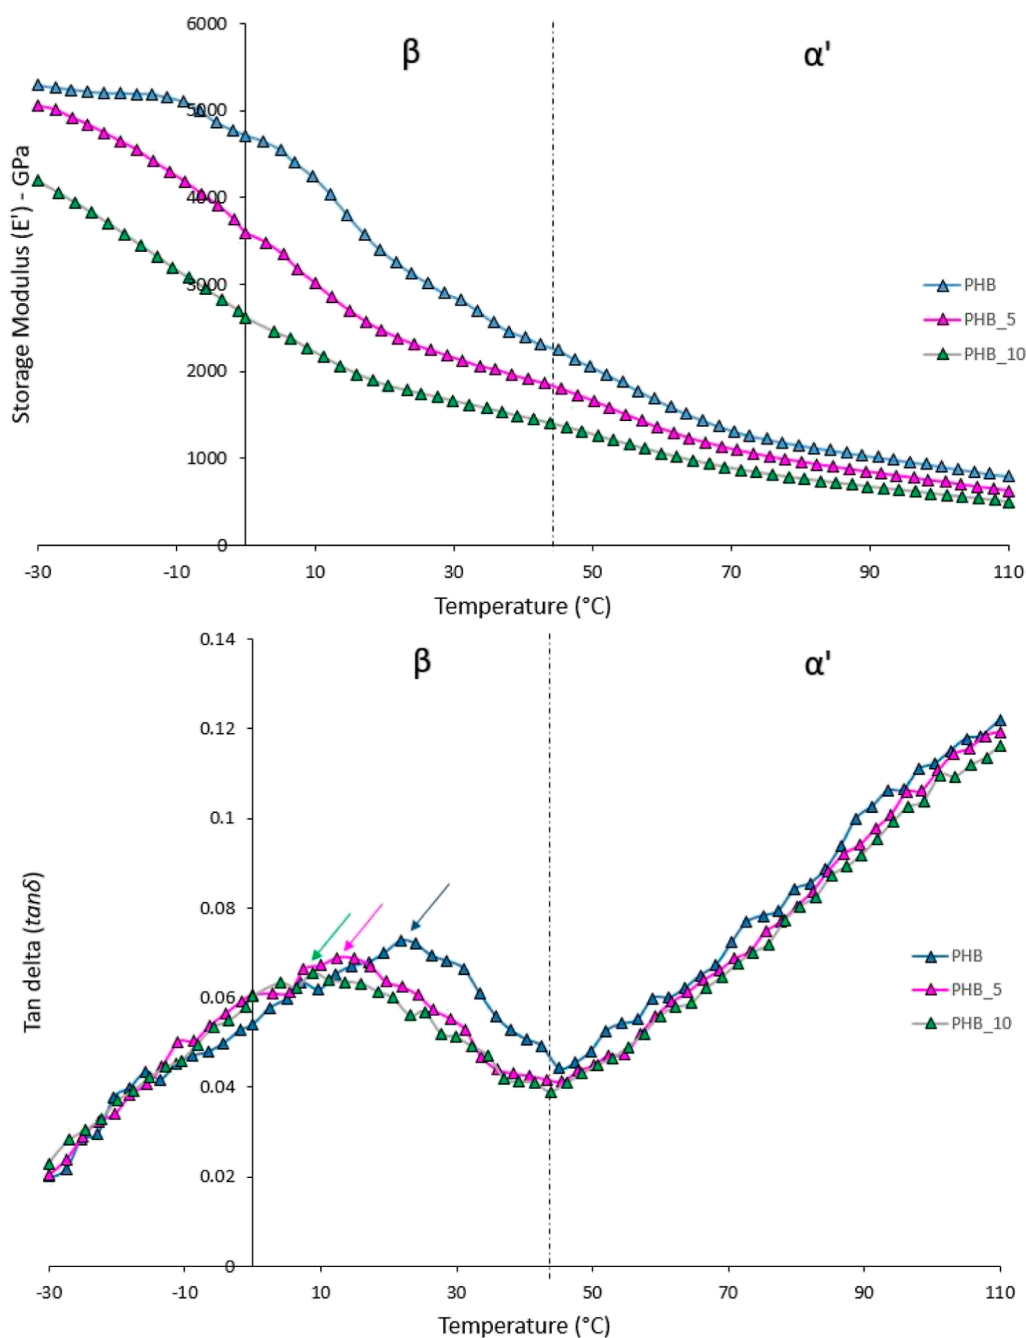 6000
β
α'
5000
4000
3000
2000
1000
0
Storage Modulus (E') - GPa
PHB
PHB_5
PHB_10
-30 -10 10 30 50 70 90 110
Temperature (°C)
0.14
β
α'
0.12
0.1
0.08
0.06
0.04
0.02
0
Tan delta (tanδ)
PHB
PHB_5
PHB_10
-30 -10 10 30 50 70 90 110
Temperature (°C)